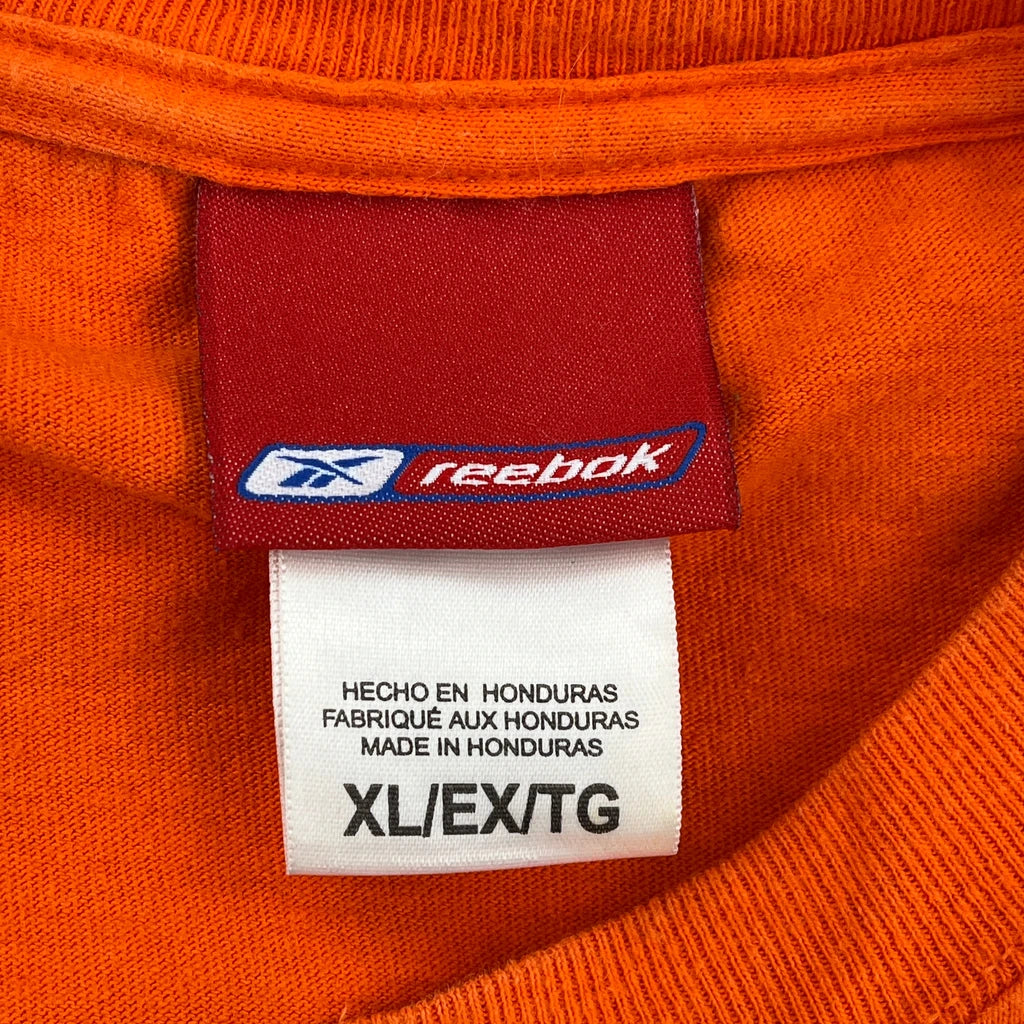 reebok
HECHO EN HONDURAS
FABRIQUÉ AUX HONDURAS
MADE IN HONDURAS
XL/EX/TG